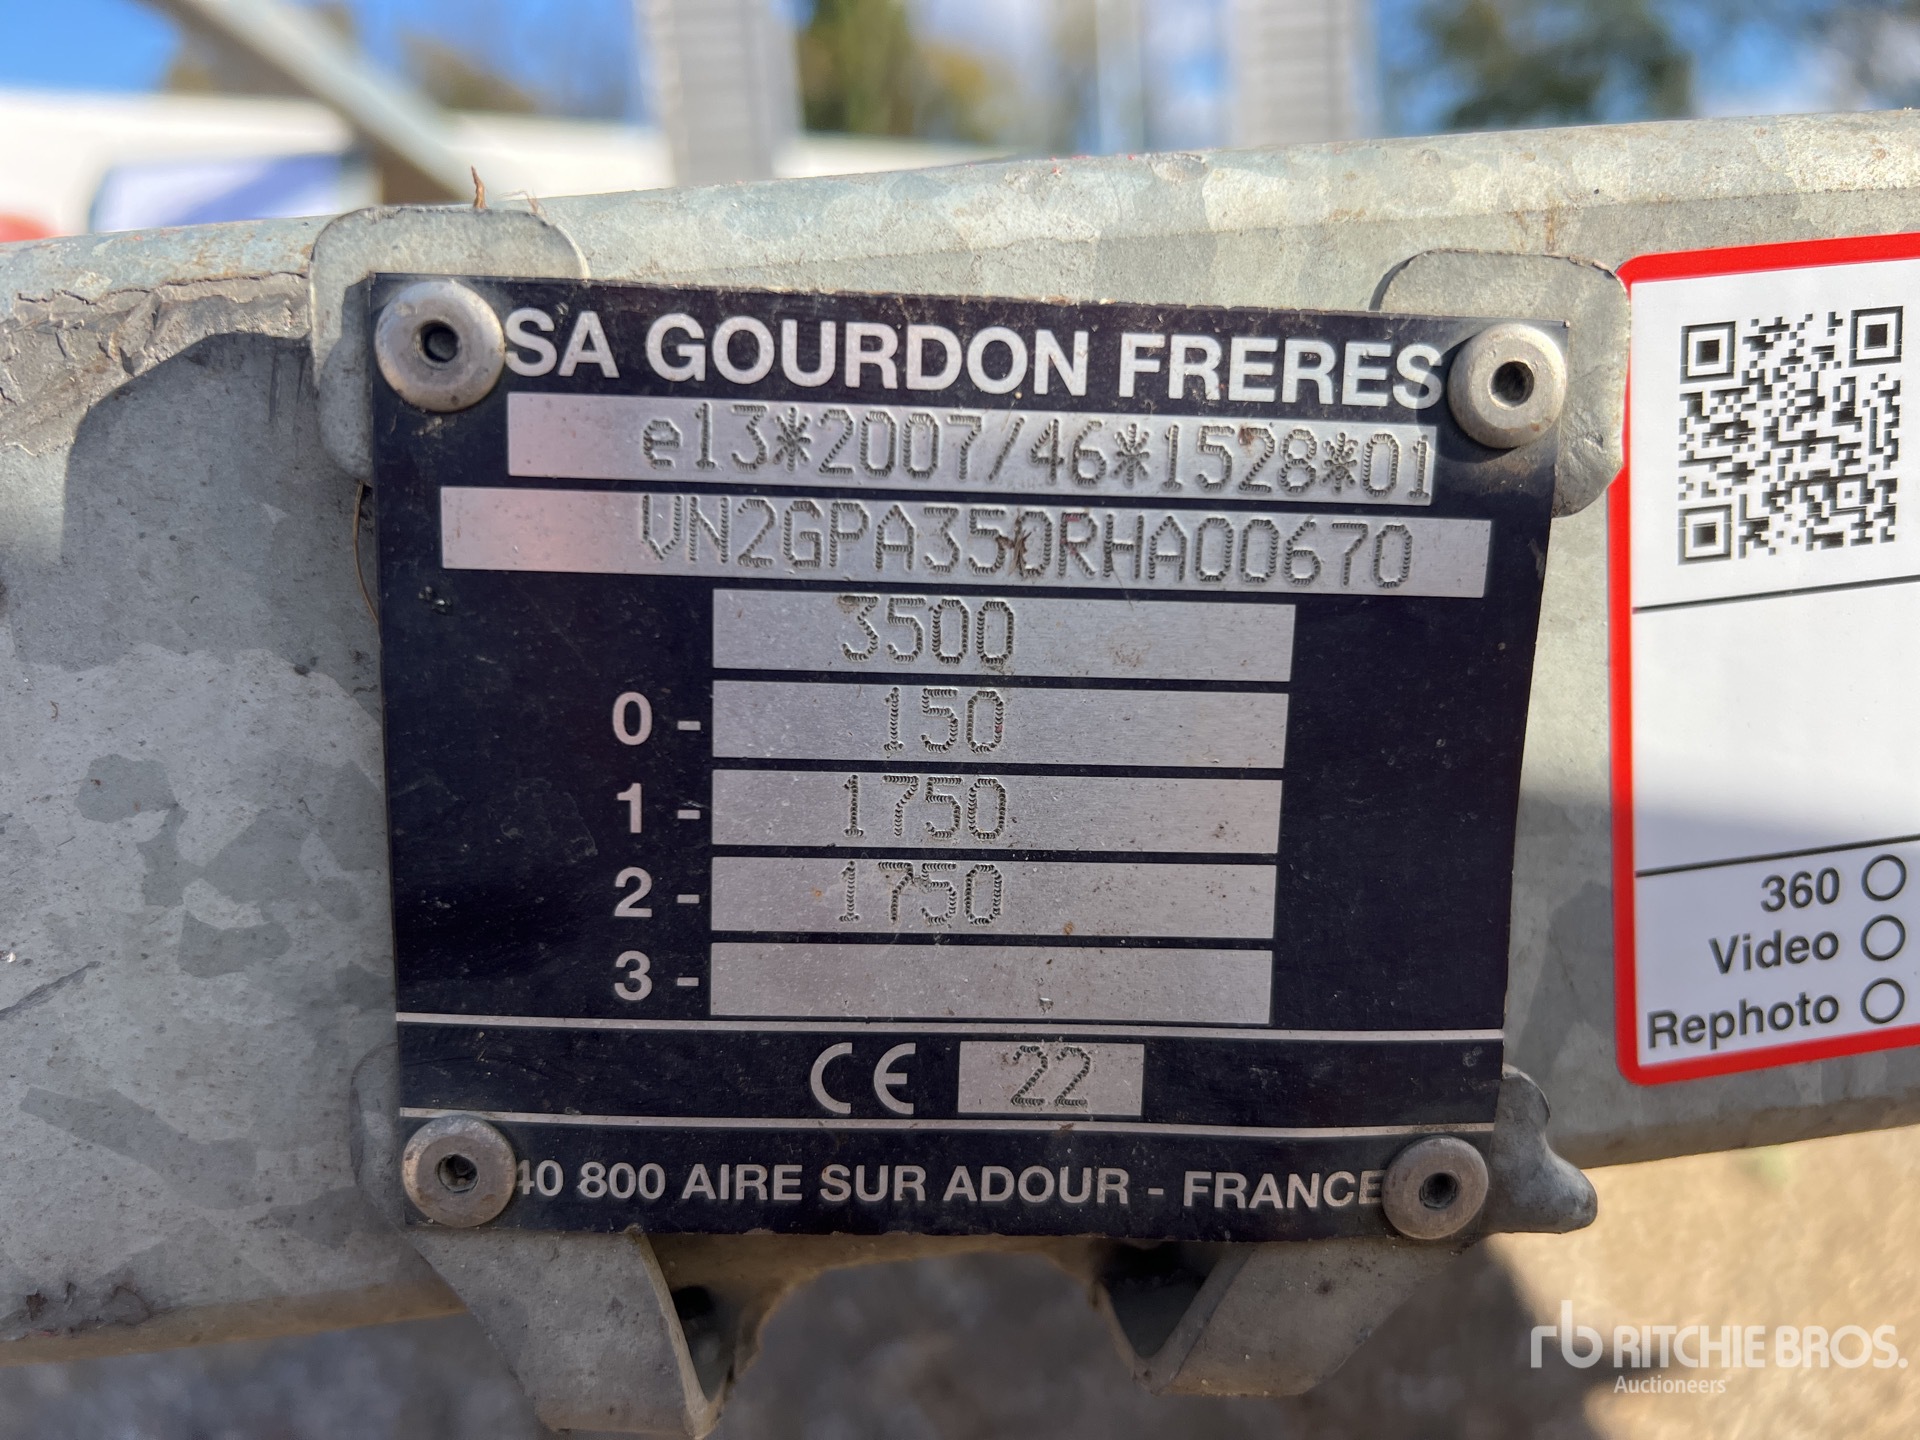 SA GOURDON FRERES
e13*2007/46*1528*01
VN2GPA350RHA00670
3500
0 - 150
1 - 1750
2 - 1750
3 -
CE 22
40 800 AIRE SUR ADOUR - FRANCE
360
Video
Rephoto
rb RITCHIE BROS.
Auctioneers